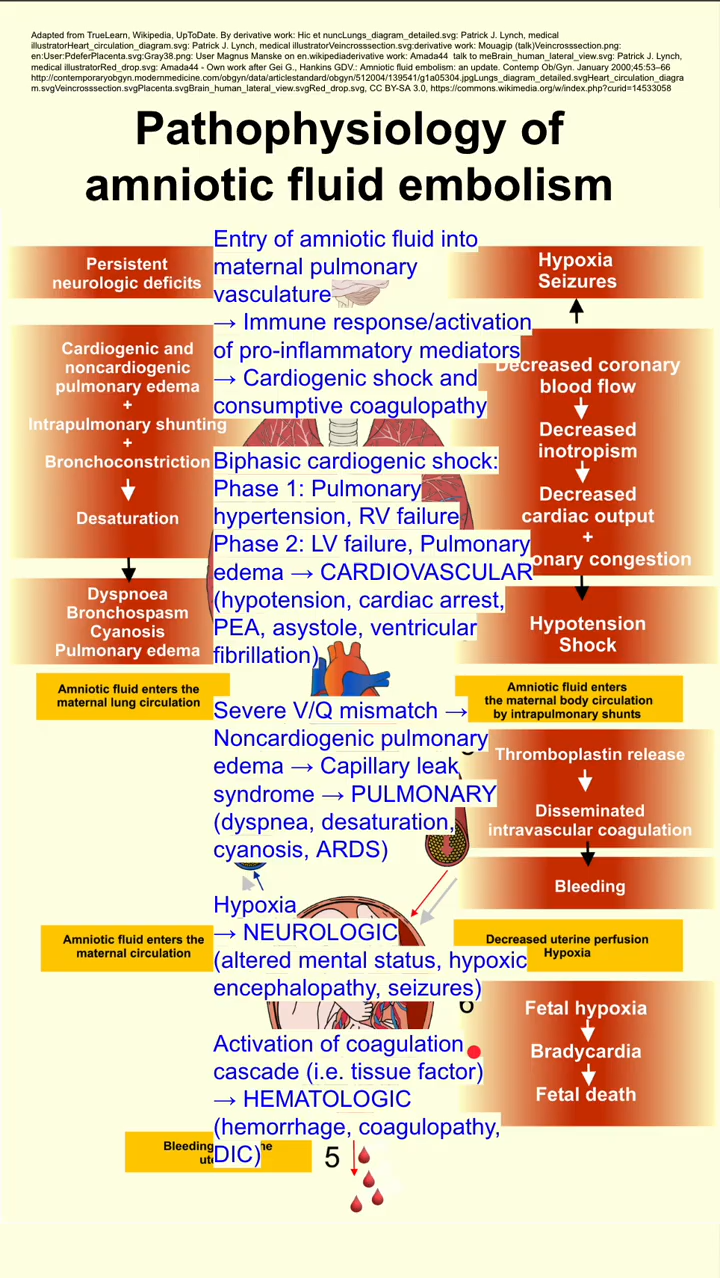 Adapted from TrueLearn, Wikipedia, UpToDate. By derivative work: Hic et nuncLungs_diagram_detailed.svg: Patrick J. Lynch, medical
illustratorHeart_circulation_diagram.svg: Patrick J. Lynch, medical illustratorVeincrosssection.svg:derivative work: Mouagip (talk)Veincrosssection.png:
en:User:PdeferPlacenta.svg:Gray38.png: User Magnus Manske on en.wikipediaderivative work: Amada44 talk to meBrain_human_lateral_view.svg: Patrick J. Lynch,
medical illustratorRed_drop.svg: Amada44 - Own work after Gei G., Hankins GDV.: Amniotic fluid embolism: an update. Contemp Ob/Gyn. January 2000;45:53–66
http://contemporaryobgyn.modernmedicine.com/obgyn/data/articlestandard/obgyn/512004/139541/g1a05304.jpgLungs_diagram_detailed.svgHeart_circulation_diagra
m.svgVeincrosssection.svgPlacenta.svgBrain_human_lateral_view.svgRed_drop.svg, CC BY-SA 3.0, https://commons.wikimedia.org/w/index.php?curid=14533058
Pathophysiology of
amniotic fluid embolism
Persistent
neurologic deficits
Cardiogenic and
noncardiogenic
pulmonary edema
+
Intrapulmonary shunting
+
Bronchoconstriction
Desaturation
Dyspnoea
Bronchospasm
Cyanosis
Pulmonary edema
Amniotic fluid enters the
maternal lung circulation
Amniotic fluid enters the
maternal circulation
Bleeding
Entry of amniotic fluid into
maternal pulmonary
vasculature
→ Immune response/activation
of pro-inflammatory mediators
→ Cardiogenic shock and
consumptive coagulopathy
Biphasic cardiogenic shock:
Phase 1: Pulmonary
hypertension, RV failure
Phase 2: LV failure, Pulmonary
edema → CARDIOVASCULAR
(hypotension, cardiac arrest,
PEA, asystole, ventricular
fibrillation)
Severe V/Q mismatch →
Noncardiogenic pulmonary
edema → Capillary leak
syndrome → PULMONARY
(dyspnea, desaturation,
cyanosis, ARDS)
Hypoxia
→ NEUROLOGIC
(altered mental status, hypoxic
encephalopathy, seizures)
Activation of coagulation
cascade (i.e. tissue factor)
→ HEMATOLOGIC
(hemorrhage, coagulopathy,
DIC)
5
Hypoxia
Seizures
Decreased coronary
blood flow
Decreased
inotropism
Decreased
cardiac output
+
congestion
Hypotension
Shock
Amniotic fluid enters
the maternal body circulation
by intrapulmonary shunts
Thromboplastin release
Disseminated
intravascular coagulation
Bleeding
Decreased uterine perfusion
Hypoxia
6
Fetal hypoxia
Bradycardia
Fetal death